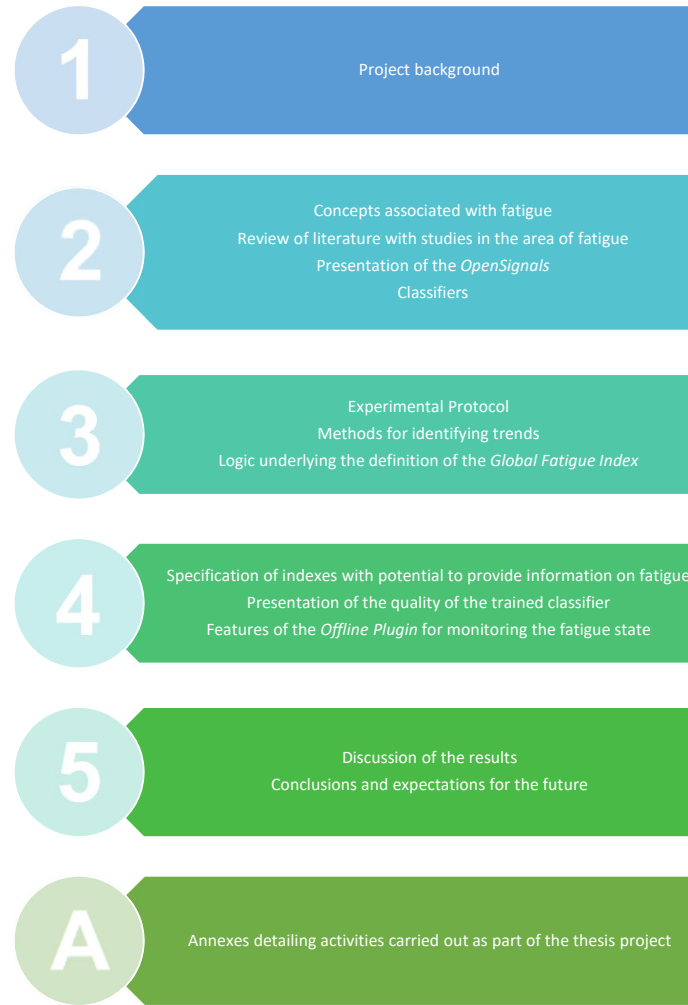 1
Project background
2
Concepts associated with fatigue
Review of literature with studies in the area of fatigue
Presentation of the OpenSignals
Classifiers
3
Experimental Protocol
Methods for identifying trends
Logic underlying the definition of the Global Fatigue Index
4
Specification of indexes with potential to provide information on fatigue
Presentation of the quality of the trained classifier
Features of the Offline Plugin for monitoring the fatigue state
5
Discussion of the results
Conclusions and expectations for the future
A
Annexes detailing activities carried out as part of the thesis project